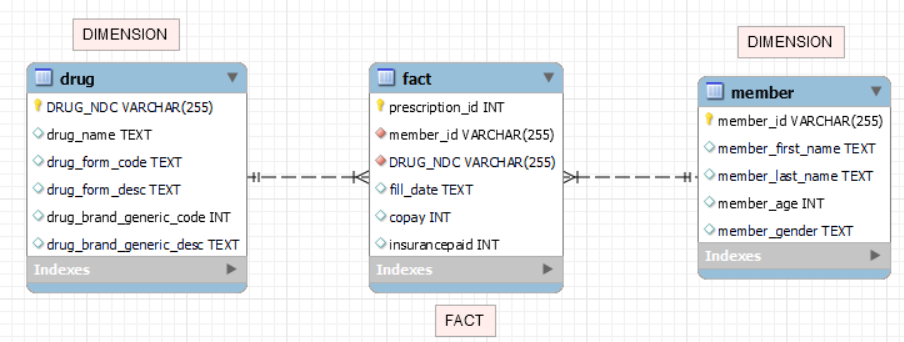 DIMENSION
drug
DRUG_NDC VARCHAR(255)
drug_name TEXT
drug_form_code TEXT
drug_form_desc TEXT
drug_brand_generic_code INT
drug_brand_generic_desc TEXT
Indexes
fact
prescription_id INT
member_id VARCHAR(255)
DRUG_NDC VARCHAR(255)
fill_date TEXT
copay INT
insurancepaid INT
Indexes
FACT
DIMENSION
member
member_id VARCHAR(255)
member_first_name TEXT
member_last_name TEXT
member_age INT
member_gender TEXT
Indexes